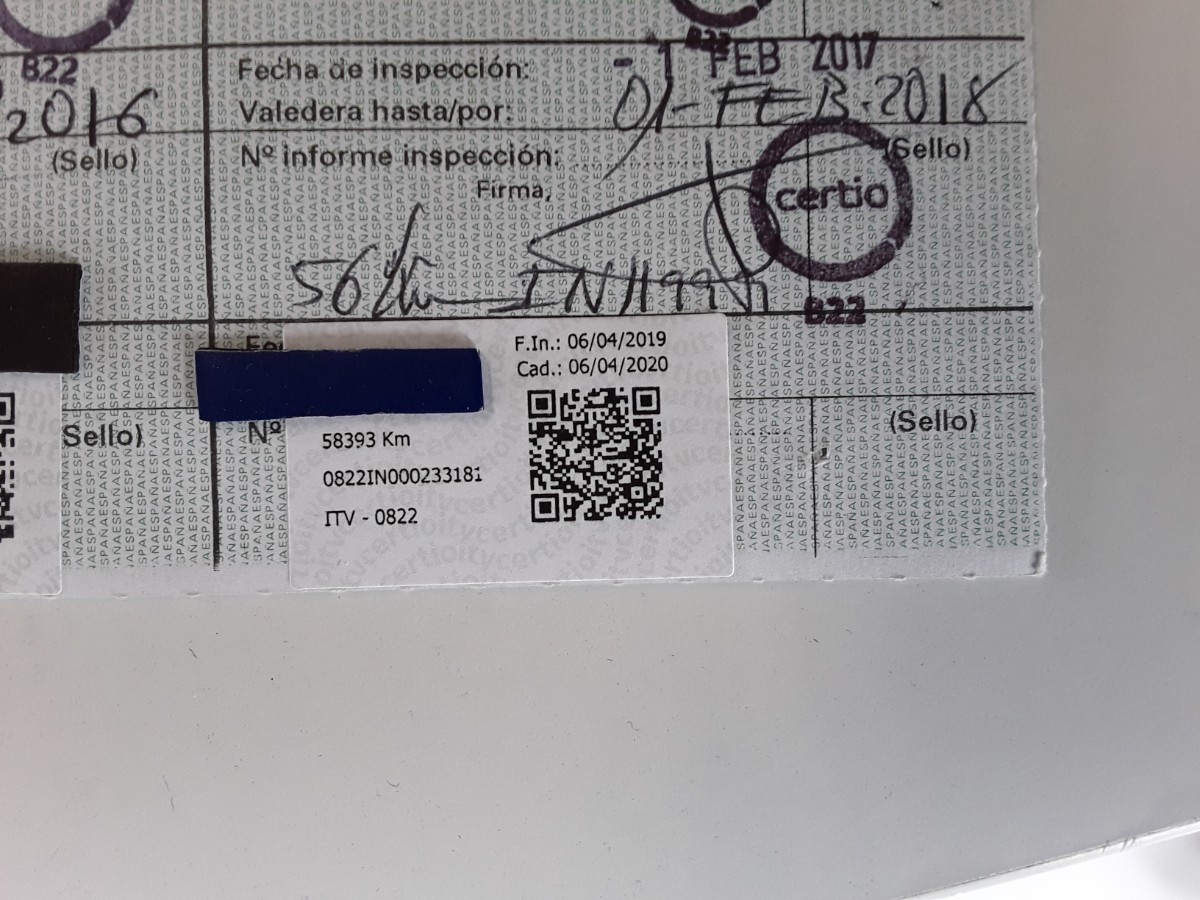 B22
2016
(Sello)
Sello)
B22
Fecha de inspección: - 1 FEB 2017
Valedera hasta/por: 01-FEB-2018
Nº informe inspección: (Sello)
Firma,
certio
B22
Nº
F.In.: 06/04/2019
Cad.: 06/04/2020
58393 Km
0822IN000233181
ITV - 0822
(Sello)